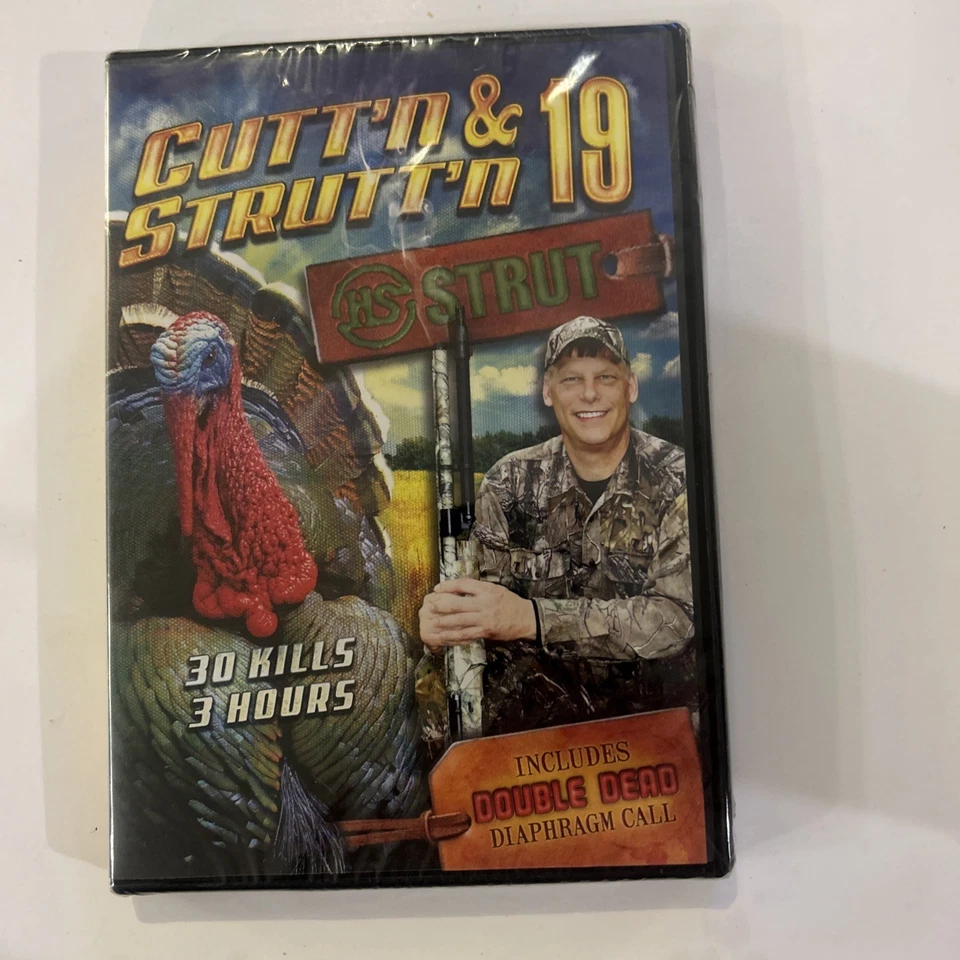 CUTT'N &
STRUTT'N 19
HS STRUT
30 KILLS
3 HOURS
INCLUDES
DOUBLE DEAD
DIAPHRAGM CALL